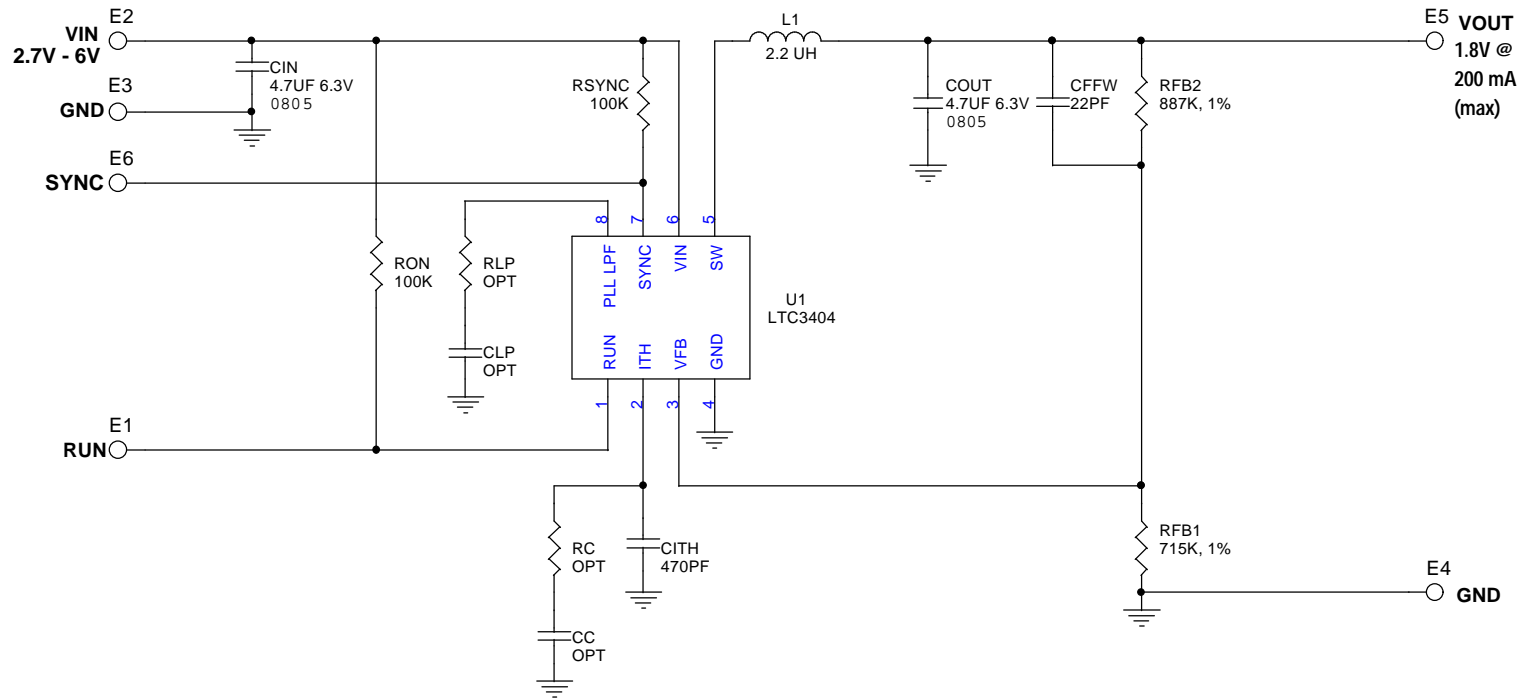 E2
VIN
2.7V - 6V
E3
GND
E6
SYNC
CIN
4.7UF 6.3V
0805
RSYNC
100K
L1
2.2 UH
COUT
4.7UF 6.3V
0805
CFFW
22PF
RFB2
887K, 1%
E5
VOUT
1.8V @
200 mA
(max)
RON
100K
RLP
OPT
CLP
OPT
8
7
6
5
PLL LPF
SYNC
VIN
SW
RUN
ITH
VFB
GND
1
2
3
4
U1
LTC3404
E1
RUN
RC
OPT
CITH
470PF
CC
OPT
RFB1
715K, 1%
E4
GND